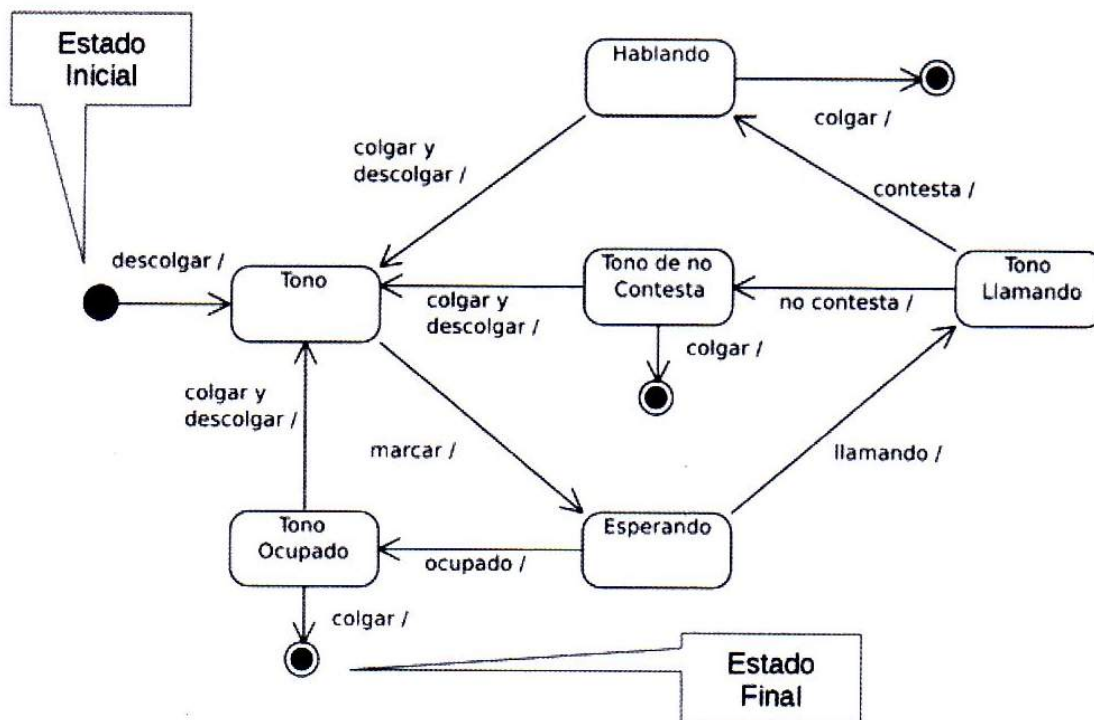 Estado
Inicial
Hablando
colgar /
colgar y
descolgar /
contesta /
descolgar /
Tono
Tono de no
Contesta
Tono
Llamando
colgar y
descolgar /
no contesta /
colgar /
colgar y
descolgar /
marcar /
llamando /
Tono
Ocupado
Esperando
ocupado /
colgar /
Estado
Final